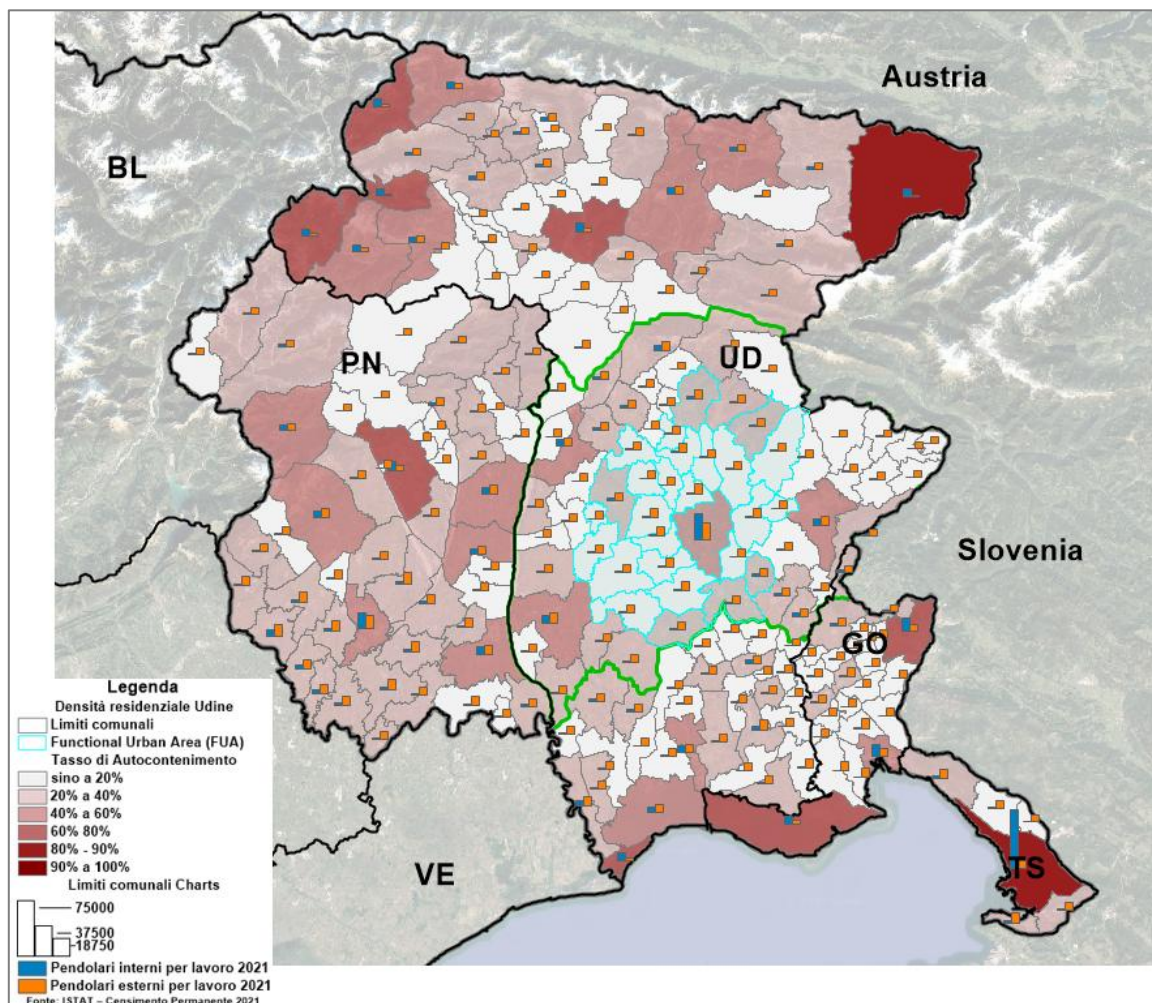 Austria
BL
UD
PN
Slovenia
GO
VE
TS
Legenda
Densità residenziale Udine
Limiti comunali
Functional Urban Area (FUA)
Tasso di Autocontenimento
sino a 20%
20% a 40%
40% a 60%
60% 80%
80% - 90%
90% a 100%
Limiti comunali Charts
75000
37500
18750
Pendolari interni per lavoro 2021
Pendolari esterni per lavoro 2021
Fonte: ISTAT – Censimento Permanente 2021